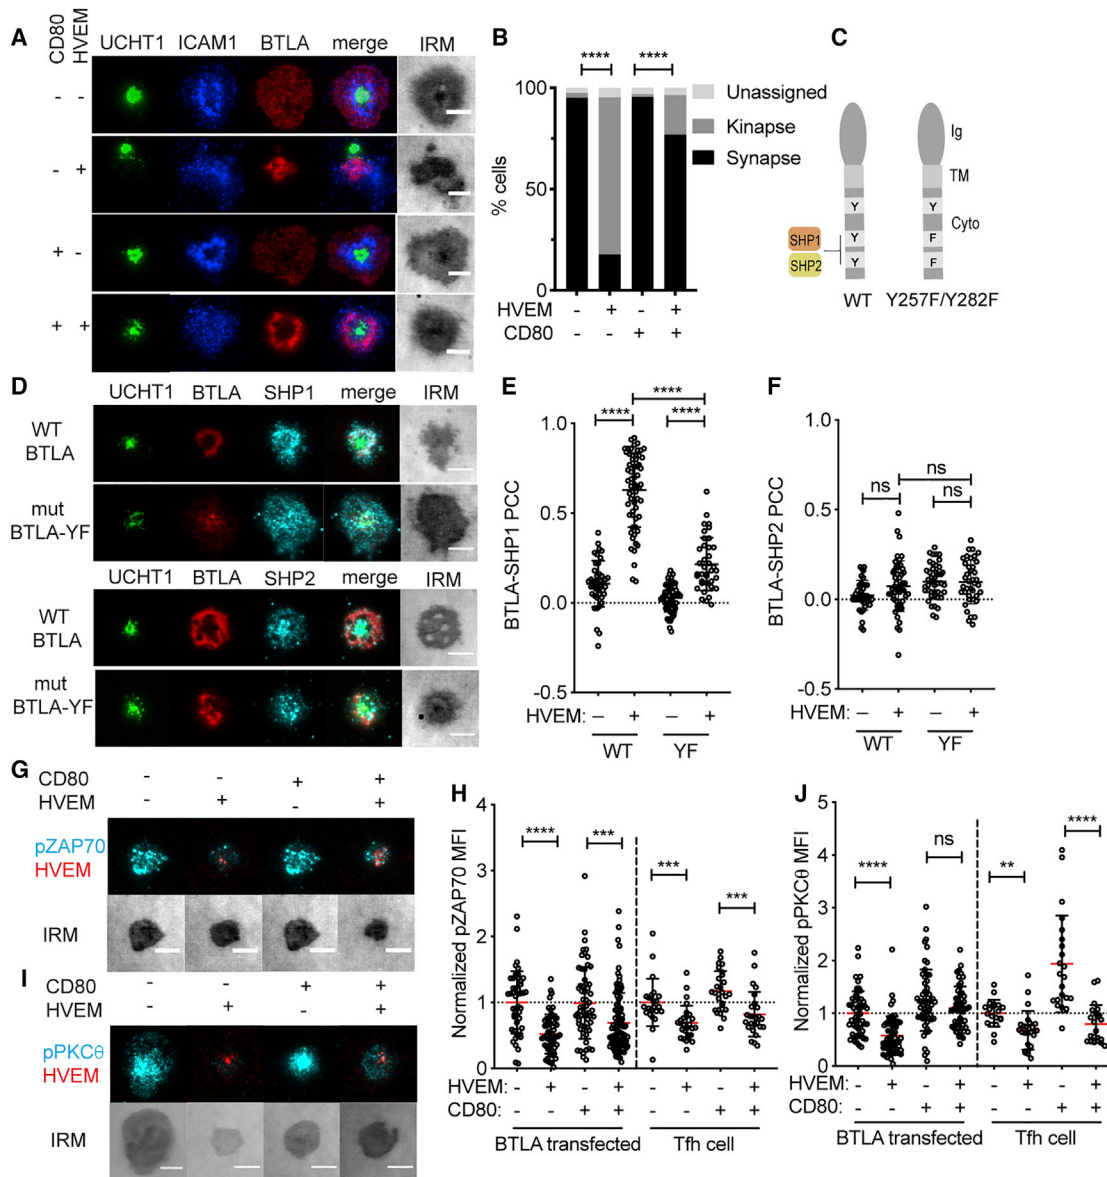 A
CD80
HVEM
UCHT1 ICAM1 BTLA merge IRM
- -
- +
+ -
+ +
B
**** ****
100
50
0
% cells
Unassigned
Kinapse
Synapse
HVEM - + - +
CD80 - - + +
C
Ig
TM
Cyto
Y Y
Y F
Y F
SHP1
SHP2
WT Y257F/Y282F
D
UCHT1 BTLA SHP1 merge IRM
WT
BTLA
mut
BTLA-YF
UCHT1 BTLA SHP2 merge IRM
WT
BTLA
mut
BTLA-YF
E
****
**** ****
1.0
0.5
0.0
-0.5
BTLA-SHP1 PCC
HVEM: – + – +
WT YF
F
ns
ns ns
1.0
0.5
0.0
-0.5
BTLA-SHP2 PCC
HVEM: – + – +
WT YF
G
CD80 - - + +
HVEM - + - +
pZAP70
HVEM
IRM
H
4
3
2
1
0
Normalized pZAP70 MFI
**** *** *** ***
HVEM: - + - + - + - +
CD80: - - + + - - + +
BTLA transfected Tfh cell
I
CD80 - - + +
HVEM - + - +
pPKCθ
HVEM
IRM
J
5
4
3
2
1
0
Normalized pPKCθ MFI
**** ns ** ****
HVEM: - + - + - + - +
CD80: - - + + - - + +
BTLA transfected Tfh cell